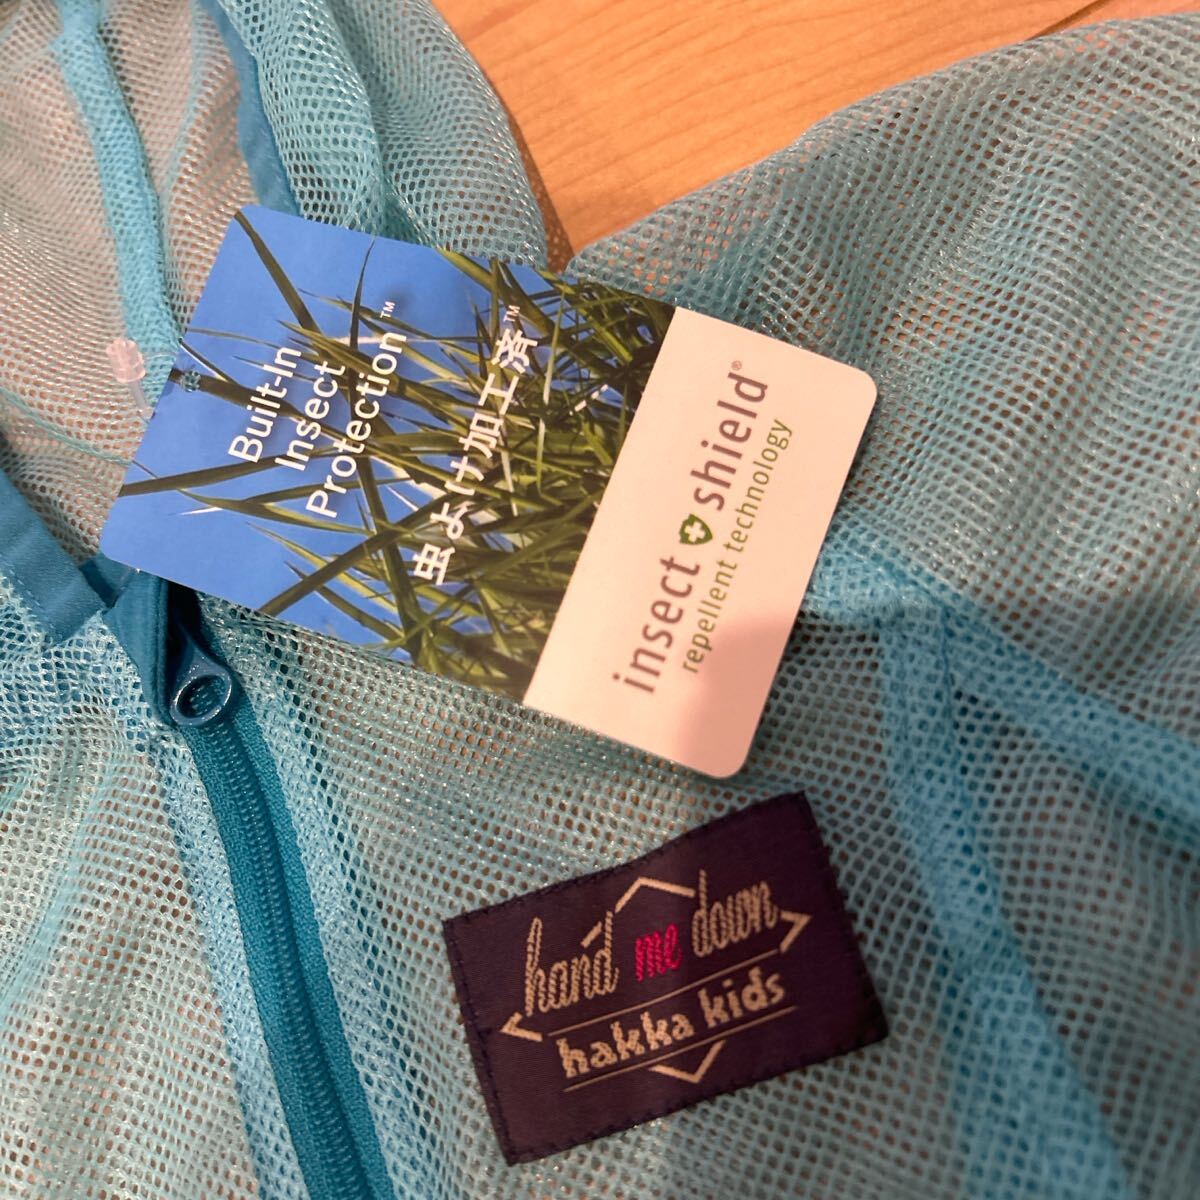 Built-In
Insect
Protection™
虫よけ加工済™
insect shield®
repellent technology
hand me down
hakka kids